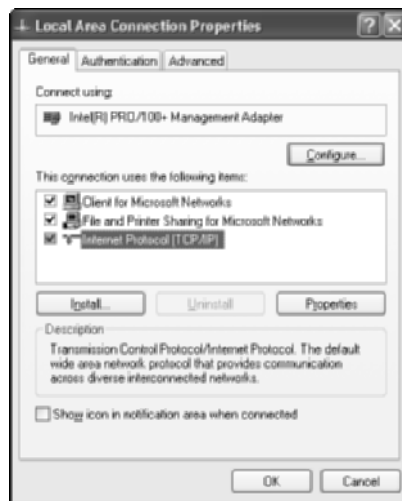 Local Area Connection Properties
General Authentication Advanced
Connect using:
Intel(R) PRO/100+ Management Adapter
Configure...
This connection uses the following items:
Client for Microsoft Networks
File and Printer Sharing for Microsoft Networks
Internet Protocol (TCP/IP)
Install... Uninstall Properties
Description
Transmission Control Protocol/Internet Protocol. The default
wide area network protocol that provides communication
across diverse interconnected networks.
Show icon in notification area when connected
OK Cancel